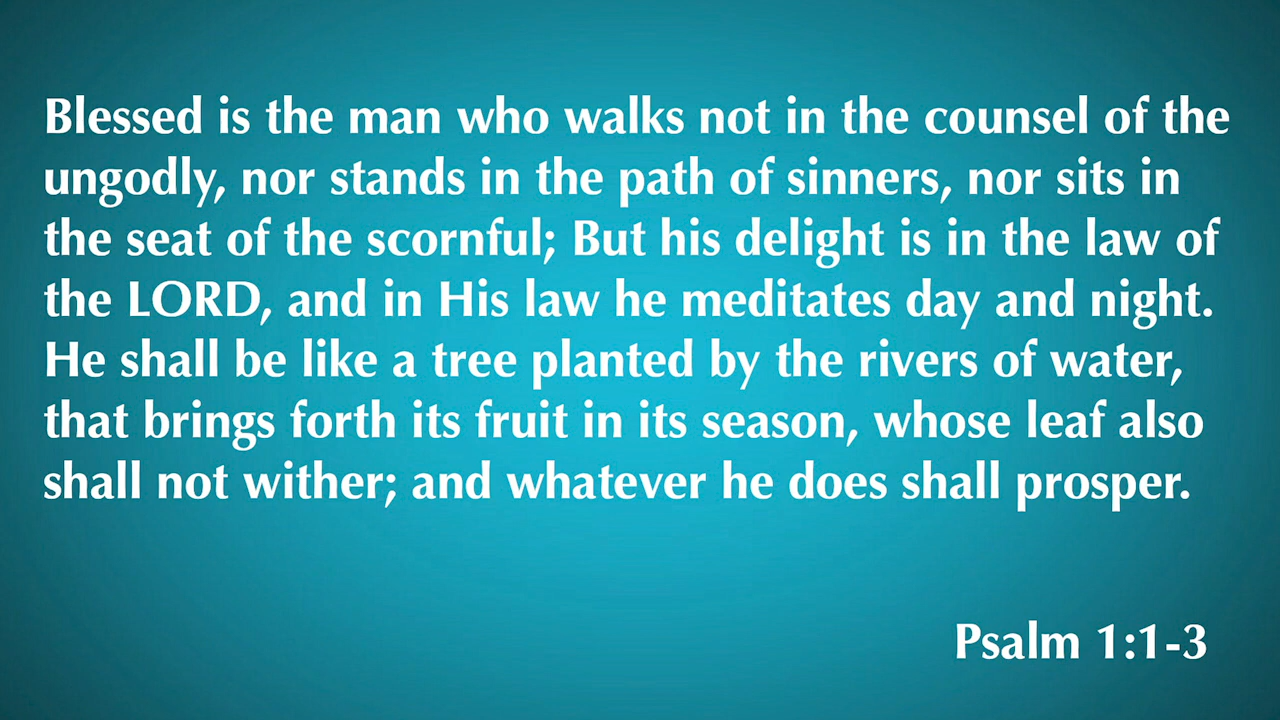 Blessed is the man who walks not in the counsel of the
ungodly, nor stands in the path of sinners, nor sits in
the seat of the scornful; But his delight is in the law of
the LORD, and in His law he meditates day and night.
He shall be like a tree planted by the rivers of water,
that brings forth its fruit in its season, whose leaf also
shall not wither; and whatever he does shall prosper.
Psalm 1:1-3